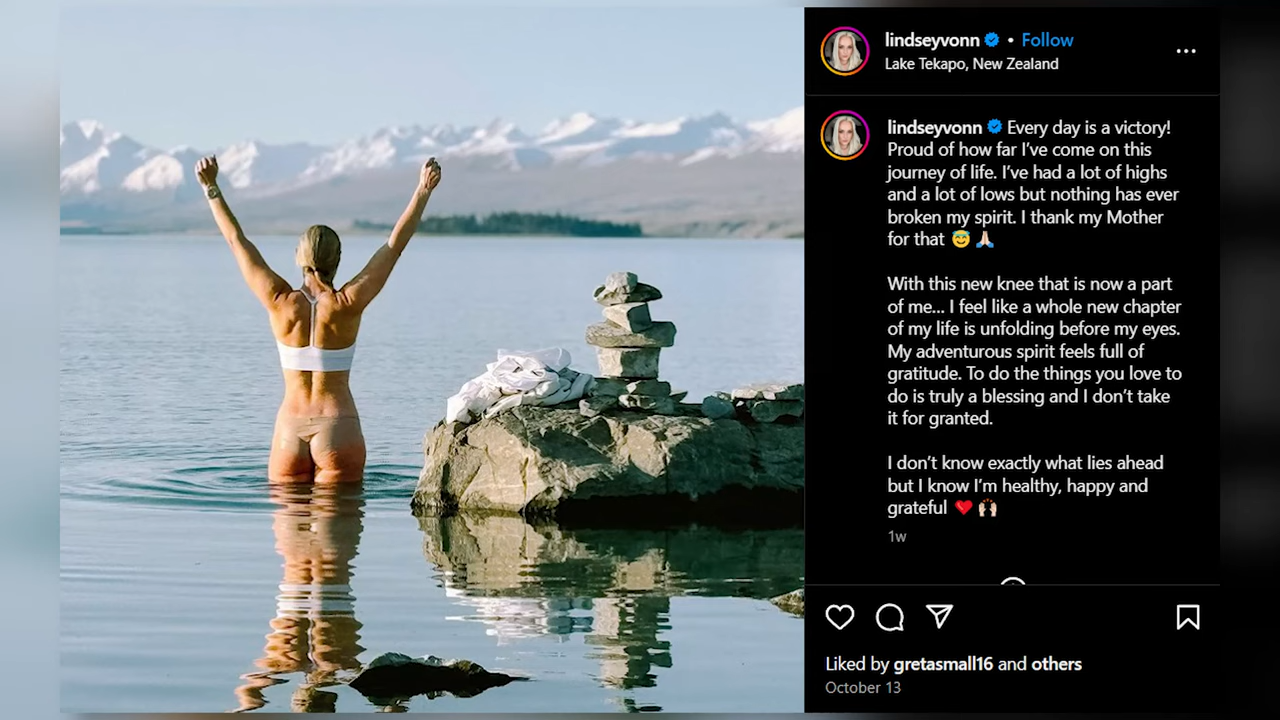 lindseyvonn • Follow
Lake Tekapo, New Zealand
lindseyvonn Every day is a victory!
Proud of how far I've come on this
journey of life. I've had a lot of highs
and a lot of lows but nothing has ever
broken my spirit. I thank my Mother
for that 😇 🙏🏻
With this new knee that is now a part
of me... I feel like a whole new chapter
of my life is unfolding before my eyes.
My adventurous spirit feels full of
gratitude. To do the things you love to
do is truly a blessing and I don't take
it for granted.
I don't know exactly what lies ahead
but I know I'm healthy, happy and
grateful ❤️ 🙌🏻
1w
Liked by gretasmall16 and others
October 13